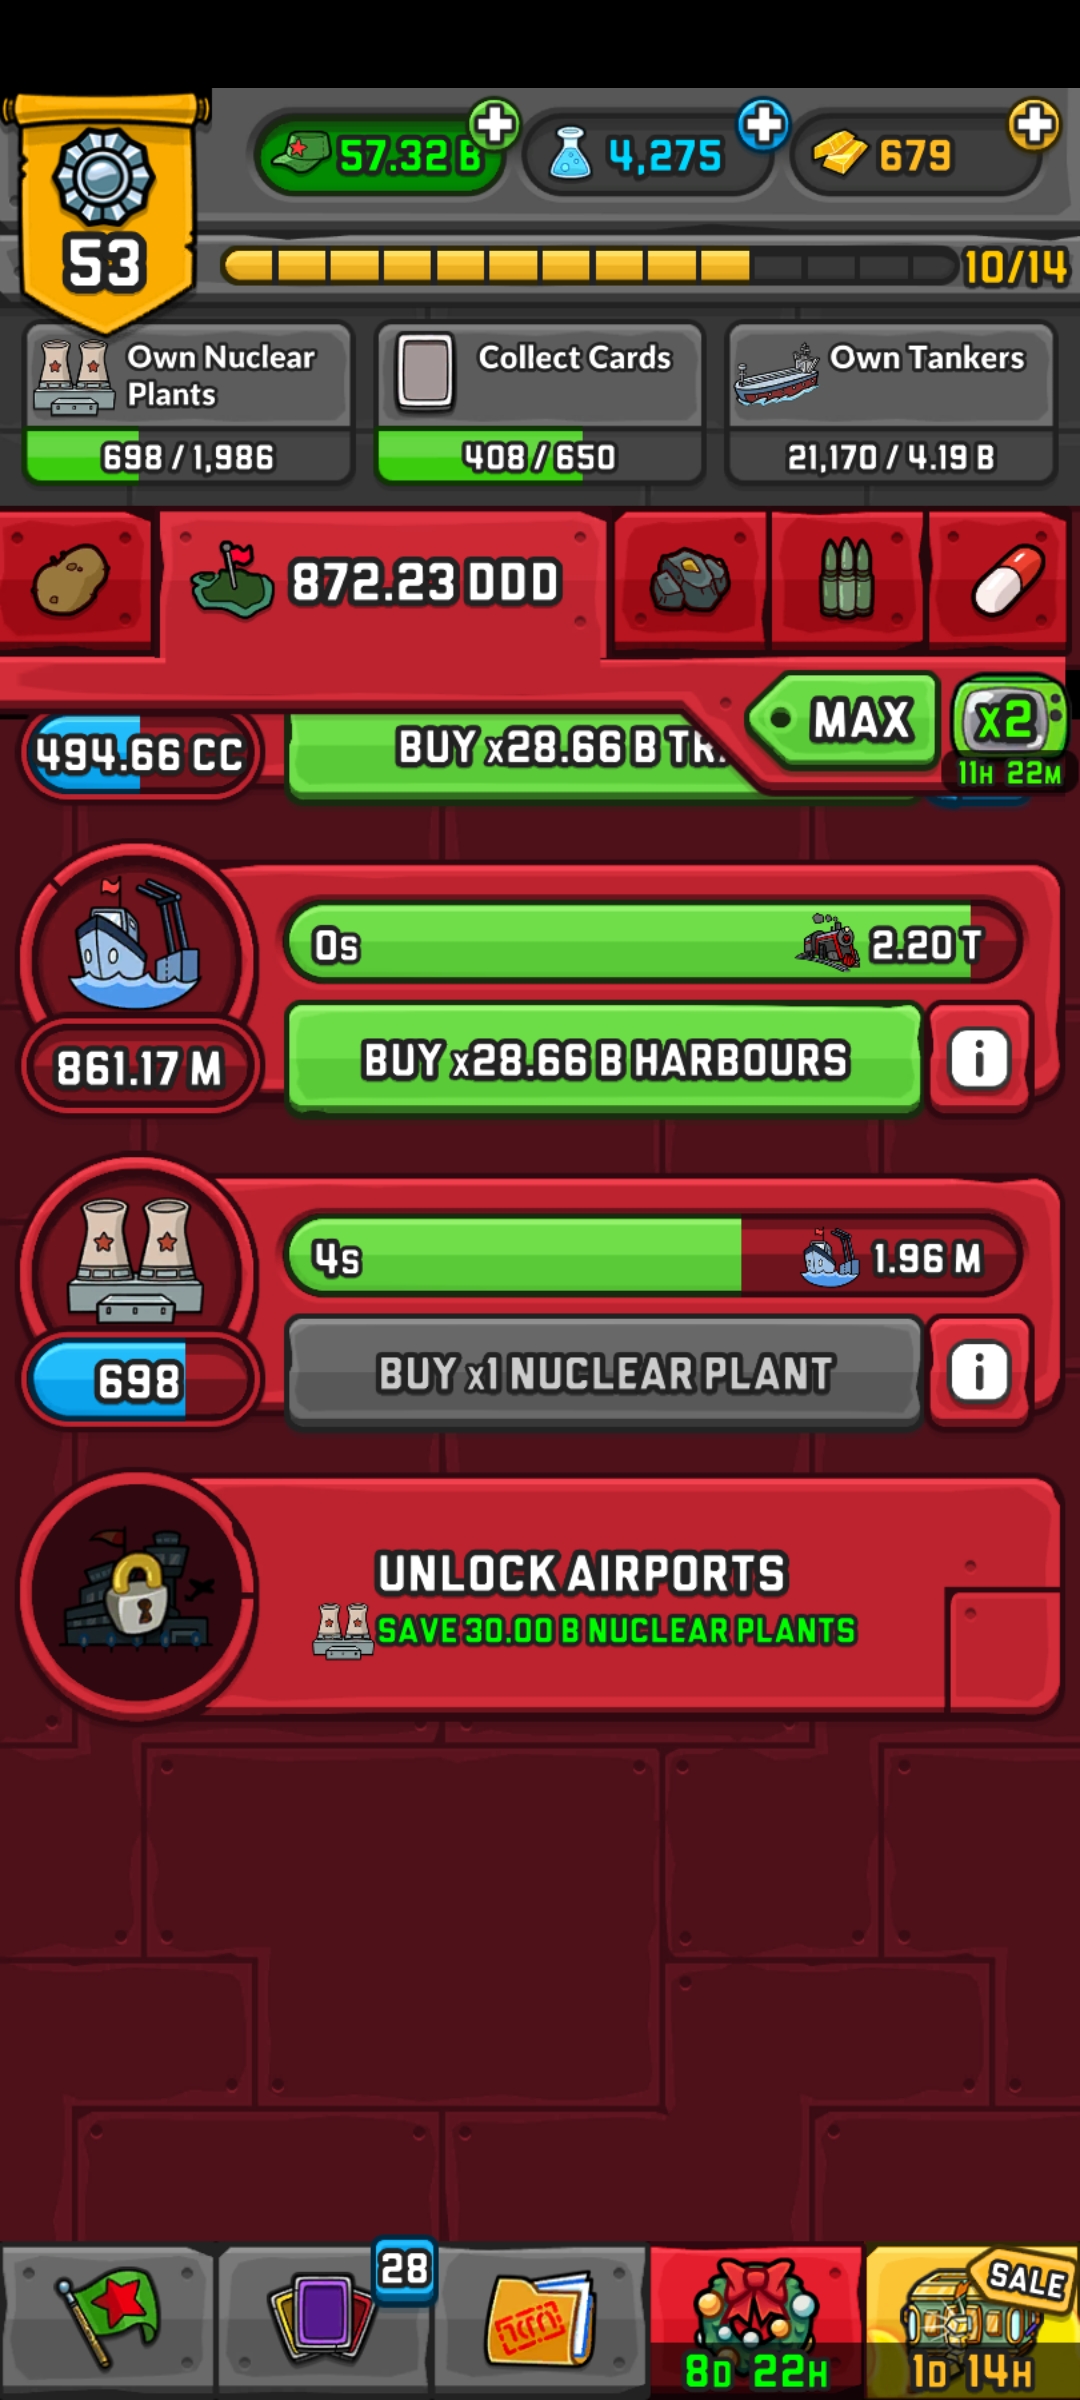 57.32 B
4,275
679
53
10/14
Own Nuclear
Plants
698 / 1,986
Collect Cards
408 / 650
Own Tankers
21,170 / 4.19 B
872.23 DDD
MAX
x2
11H 22M
494.66 CC
BUY x28.66 B
0s
2.20 T
861.17 M
BUY x28.66 B HARBOURS
i
4s
1.96 M
698
BUY x1 NUCLEAR PLANT
i
UNLOCK AIRPORTS
SAVE 30.00 B NUCLEAR PLANTS
28
SALE
8D 22H
1D 14H